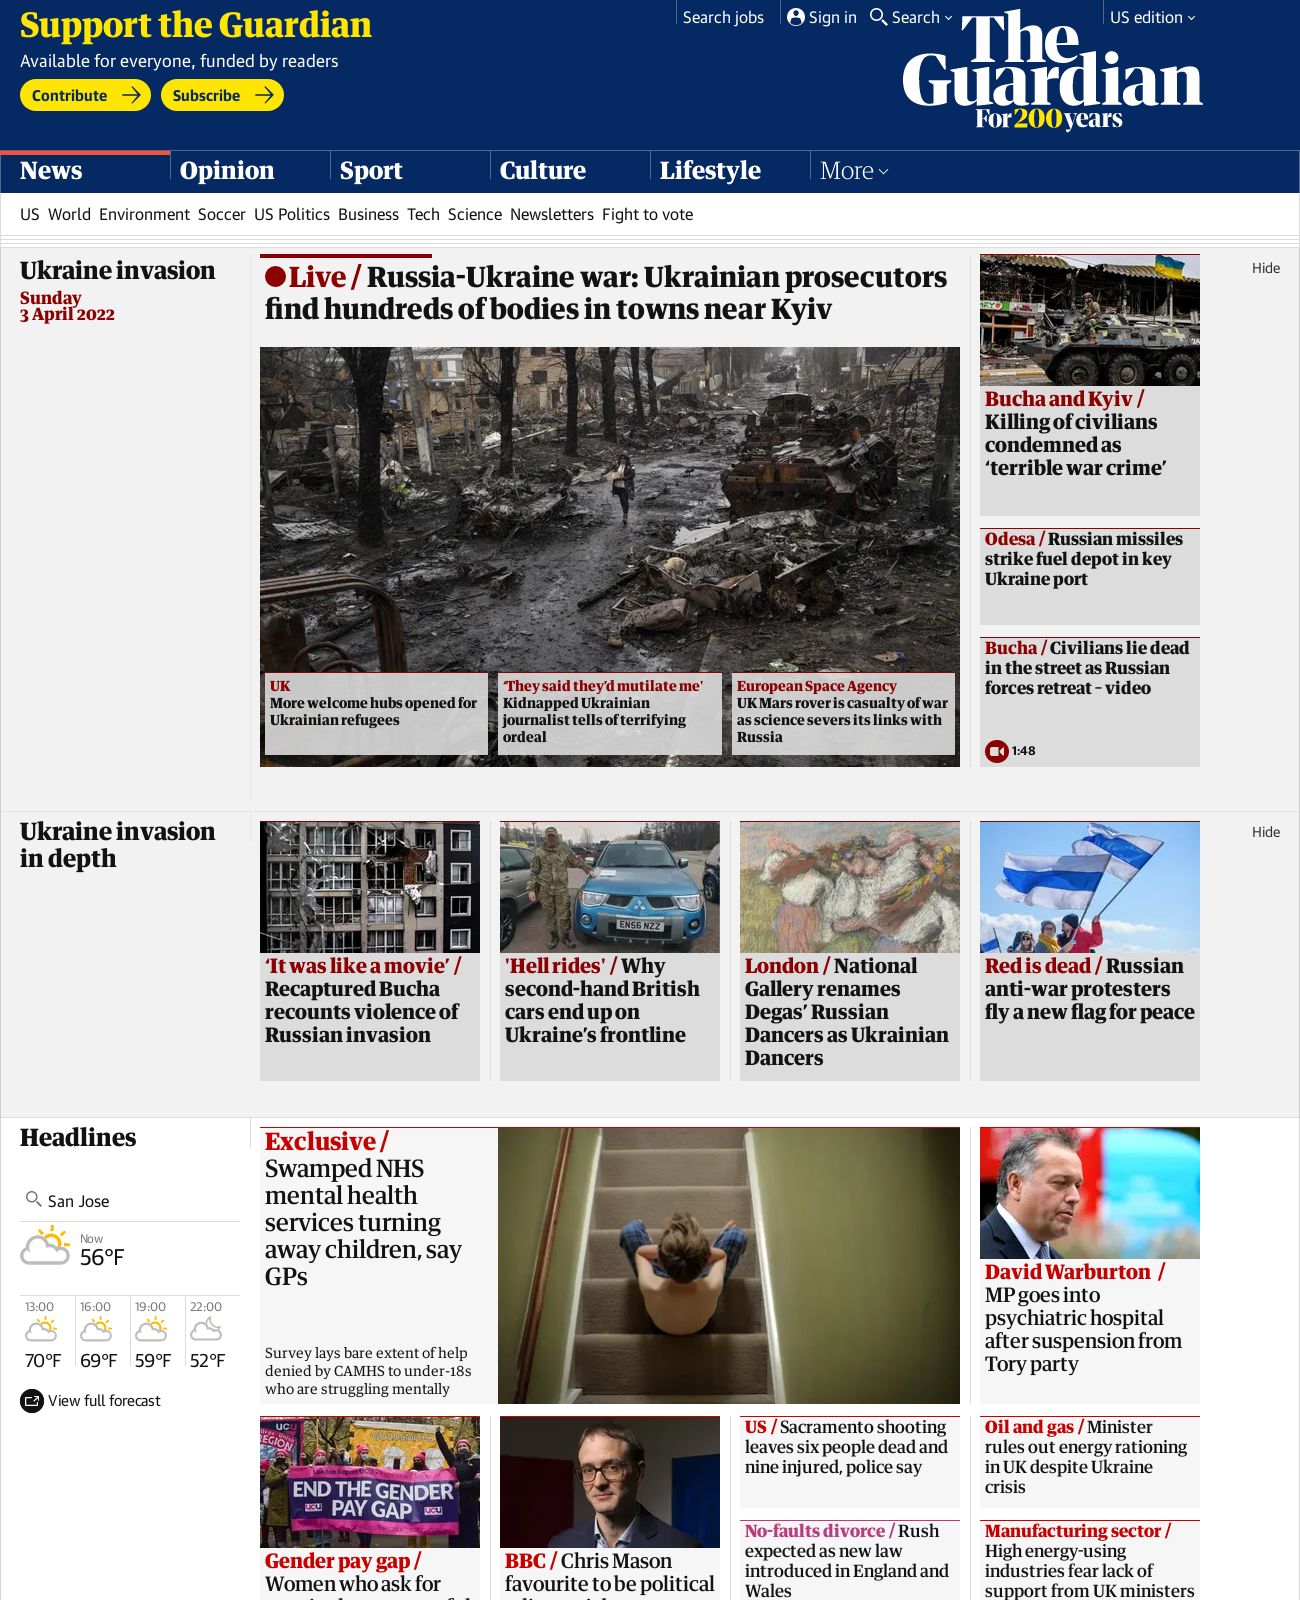 Support the Guardian
Available for everyone, funded by readers
Contribute
Subscribe
Search jobs
Sign in
Search
US edition
The
Guardian
For 200 years
News
Opinion
Sport
Culture
Lifestyle
More
US World Environment Soccer US Politics Business Tech Science Newsletters Fight to vote
Ukraine invasion
Sunday
3 April 2022
Live / Russia-Ukraine war: Ukrainian prosecutors
find hundreds of bodies in towns near Kyiv
UK
More welcome hubs opened for
Ukrainian refugees
‘They said they’d mutilate me'
Kidnapped Ukrainian
journalist tells of terrifying
ordeal
European Space Agency
UK Mars rover is casualty of war
as science severs its links with
Russia
Bucha and Kyiv /
Killing of civilians
condemned as
‘terrible war crime’
Odesa / Russian missiles
strike fuel depot in key
Ukraine port
Bucha / Civilians lie dead
in the street as Russian
forces retreat – video
1:48
Hide
Ukraine invasion
in depth
‘It was like a movie’ /
Recaptured Bucha
recounts violence of
Russian invasion
EN56 NZZ
'Hell rides' / Why
second-hand British
cars end up on
Ukraine’s frontline
London / National
Gallery renames
Degas’ Russian
Dancers as Ukrainian
Dancers
Red is dead / Russian
anti-war protesters
fly a new flag for peace
Hide
Headlines
San Jose
Now
56°F
13:00
16:00
19:00
22:00
70°F
69°F
59°F
52°F
View full forecast
Exclusive /
Swamped NHS
mental health
services turning
away children, say
GPs
Survey lays bare extent of help
denied by CAMHS to under-18s
who are struggling mentally
David Warburton /
MP goes into
psychiatric hospital
after suspension from
Tory party
UCU
REGION
GOLDSMITHS
London Region UCU
END THE GENDER
PAY GAP
UCU
UCU
Gender pay gap /
Women who ask for
BBC / Chris Mason
favourite to be political
US / Sacramento shooting
leaves six people dead and
nine injured, police say
No-faults divorce / Rush
expected as new law
introduced in England and
Wales
Oil and gas / Minister
rules out energy rationing
in UK despite Ukraine
crisis
Manufacturing sector /
High energy-using
industries fear lack of
support from UK ministers